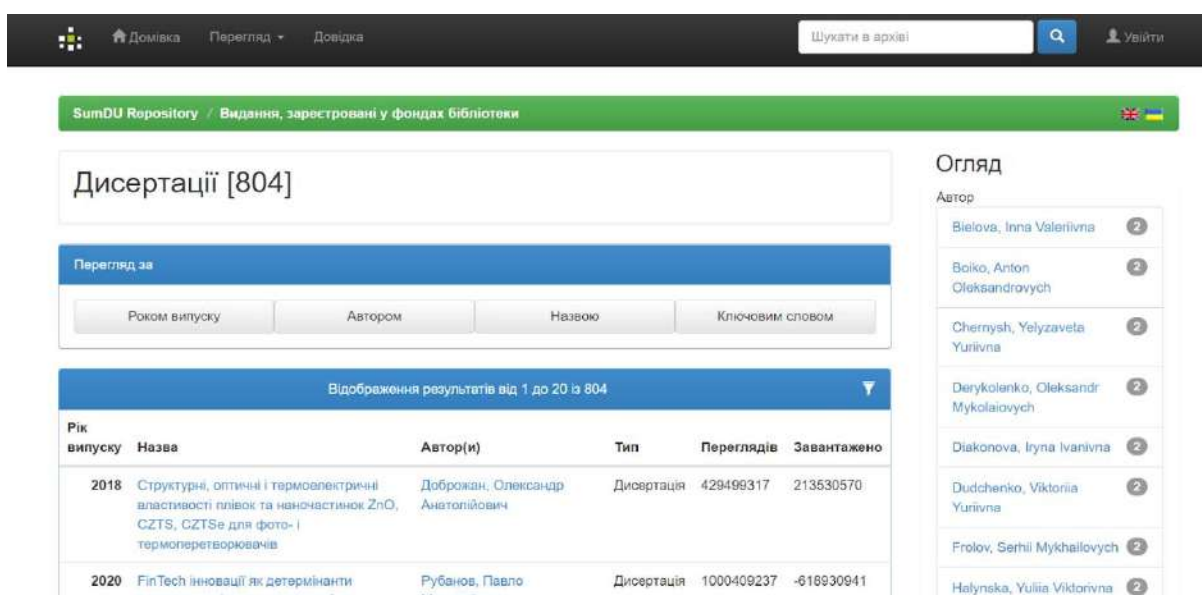 Домівка Перегляд Довідка Шукати в архіві Увійти
SumDU Repository / Видання, зареєстровані у фондах бібліотеки
Дисертації [804]
Перегляд за
Роком випуску Автором Назвою Ключовим словом
Відображення результатів від 1 до 20 із 804
Рік
випуску Назва Автор(и) Тип Переглядів Завантажено
2018 Структурні, оптичні і термоелектричні Доброжан, Олександр Дисертація 429499317 213530570
властивості плівок та наночастинок ZnO, Анатолійович
CZTS, CZTSe для фото- і
термоперетворювачів
2020 FinTech інновації як детермінанти Рубанов, Павло Дисертація 1000409237 -618930941
Огляд
Автор
Bielova, Inna Valeriivna 2
Boiko, Anton 2
Oleksandrovych
Chernysh, Yelyzaveta 2
Yuriivna
Derykolenko, Oleksandr 2
Mykolaiovych
Diakonova, Iryna Ivanivna 2
Dudchenko, Viktoriia 2
Yuriivna
Frolov, Serhii Mykhailovych 2
Halynska, Yuliia Viktorivna 2